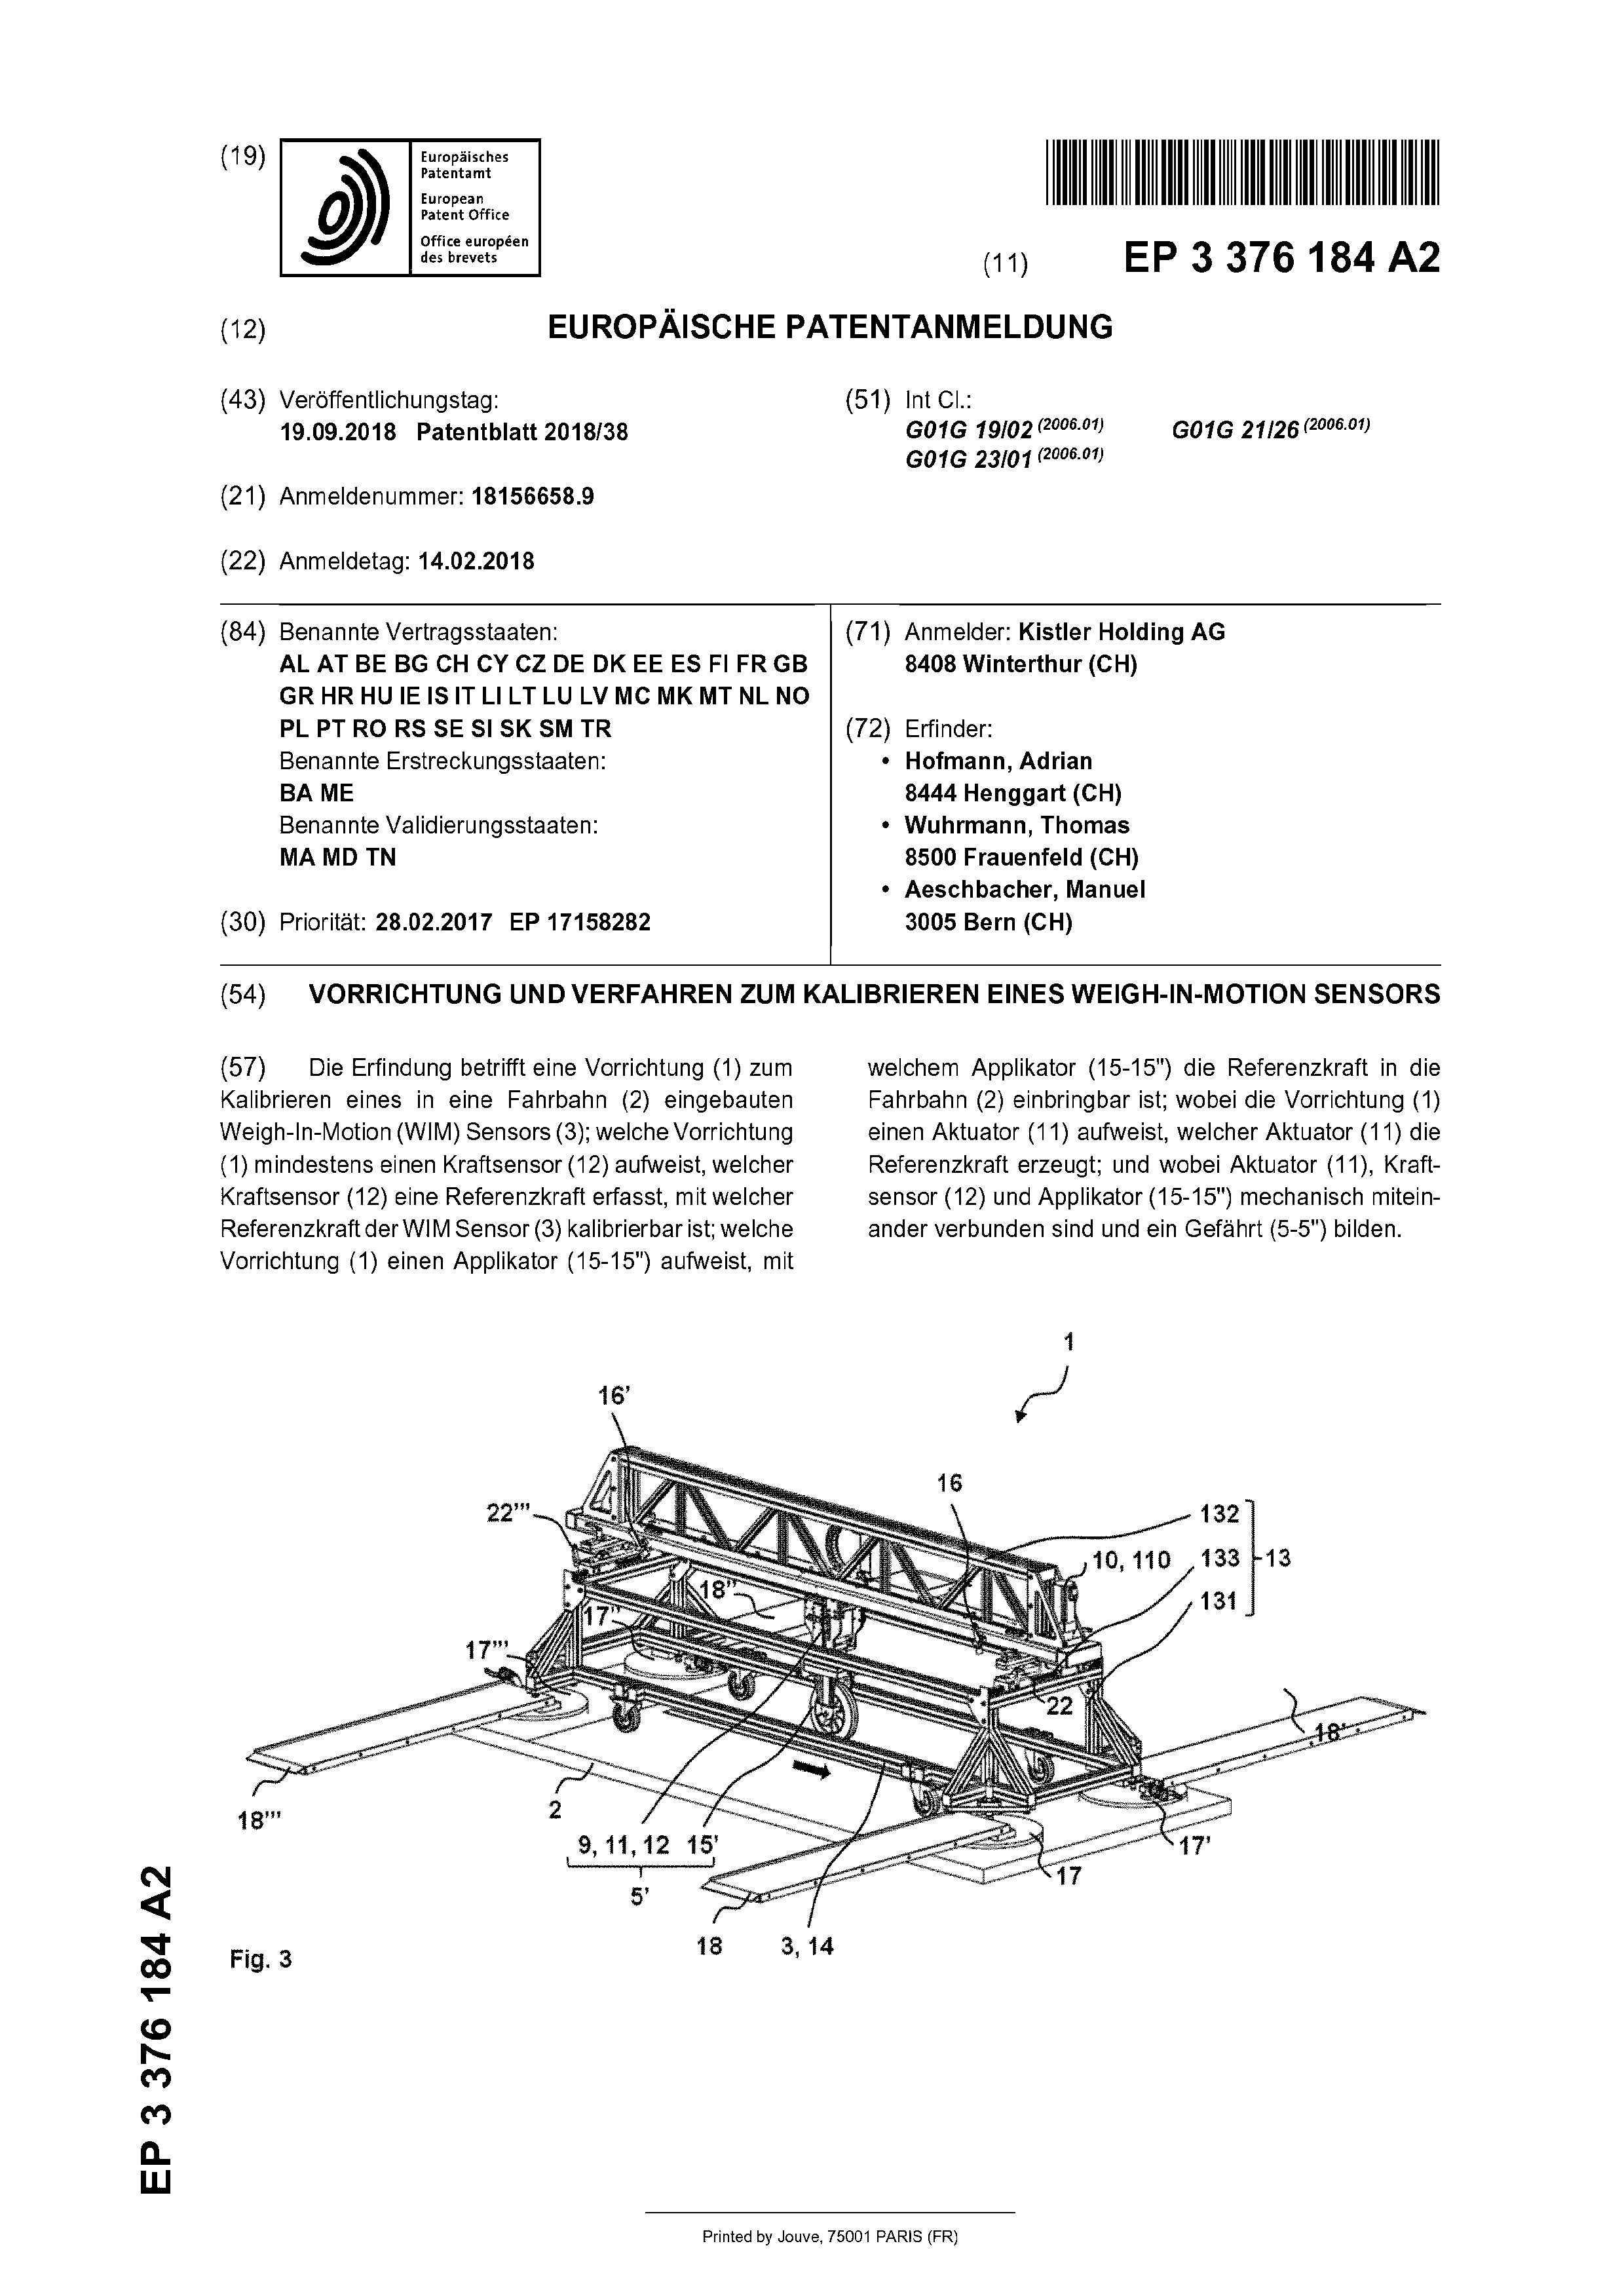 (19)
Europäisches
Patentamt
European
Patent Office
Office européen
des brevets
(11) EP 3 376 184 A2
(12) EUROPÄISCHE PATENTANMELDUNG
(43) Veröffentlichungstag:
19.09.2018 Patentblatt 2018/38
(21) Anmeldenummer: 18156658.9
(22) Anmeldetag: 14.02.2018
(51) Int Cl.:
G01G 19/02 (2006.01) G01G 21/26 (2006.01)
G01G 23/01 (2006.01)
(84) Benannte Vertragsstaaten:
AL AT BE BG CH CY CZ DE DK EE ES FI FR GB
GR HR HU IE IS IT LI LT LU LV MC MK MT NL NO
PL PT RO RS SE SI SK SM TR
Benannte Erstreckungsstaaten:
BA ME
Benannte Validierungsstaaten:
MA MD TN
(30) Priorität: 28.02.2017 EP 17158282
(71) Anmelder: Kistler Holding AG
8408 Winterthur (CH)
(72) Erfinder:
• Hofmann, Adrian
8444 Henggart (CH)
• Wuhrmann, Thomas
8500 Frauenfeld (CH)
• Aeschbacher, Manuel
3005 Bern (CH)
(54) VORRICHTUNG UND VERFAHREN ZUM KALIBRIEREN EINES WEIGH-IN-MOTION SENSORS
(57) Die Erfindung betrifft eine Vorrichtung (1) zum
Kalibrieren eines in eine Fahrbahn (2) eingebauten
Weigh-In-Motion (WIM) Sensors (3); welche Vorrichtung
(1) mindestens einen Kraftsensor (12) aufweist, welcher
Kraftsensor (12) eine Referenzkraft erfasst, mit welcher
Referenzkraft der WIM Sensor (3) kalibrierbar ist; welche
Vorrichtung (1) einen Applikator (15-15") aufweist, mit
welchem Applikator (15-15") die Referenzkraft in die
Fahrbahn (2) einbringbar ist; wobei die Vorrichtung (1)
einen Aktuator (11) aufweist, welcher Aktuator (11) die
Referenzkraft erzeugt; und wobei Aktuator (11), Kraft-
sensor (12) und Applikator (15-15") mechanisch mitein-
ander verbunden sind und ein Gefährt (5-5") bilden.
1
16'
16
22'''
132
10, 110
133
13
131
18''
17''
17'''
22
18'
18'''
2
9, 11, 12 15'
5'
17'
17
18
3, 14
Fig. 3
EP 3 376 184 A2
Printed by Jouve, 75001 PARIS (FR)